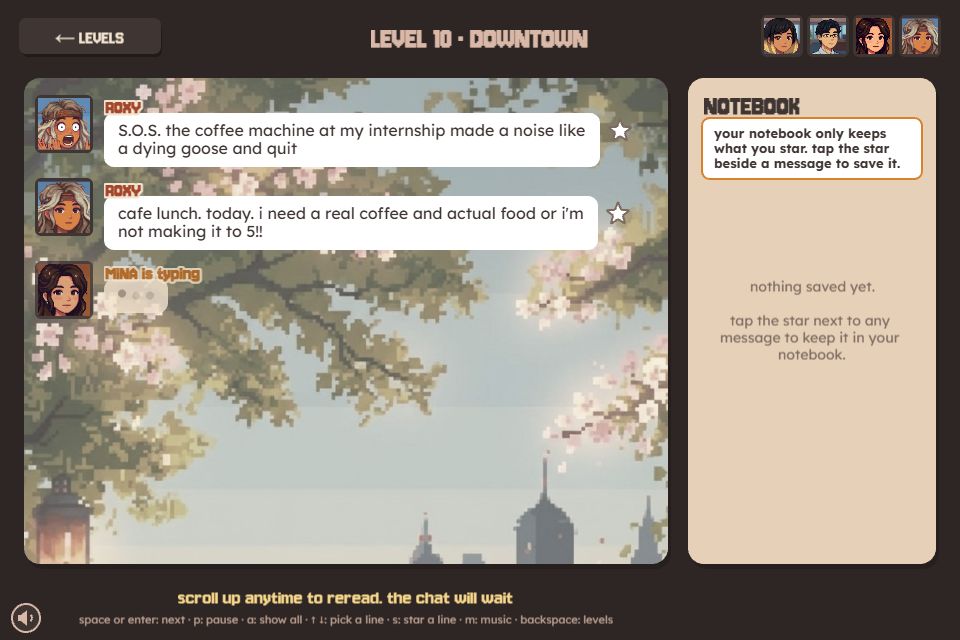 ← LEVELS
LEVEL 10 · DOWNTOWN
ROXY
S.O.S. the coffee machine at my internship made a noise like
a dying goose and quit
ROXY
cafe lunch. today. i need a real coffee and actual food or i'm
not making it to 5!!
MINA is typing
NOTEBOOK
your notebook only keeps
what you star. tap the star
beside a message to save it.
nothing saved yet.
tap the star next to any
message to keep it in your
notebook.
scroll up anytime to reread. the chat will wait
space or enter: next · p: pause · a: show all · ↑ ↓: pick a line · s: star a line · m: music · backspace: levels